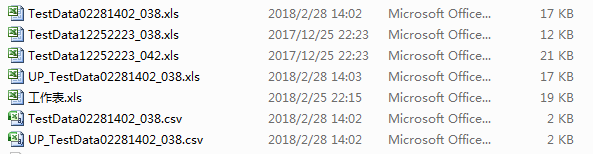 TestData02281402_038.xls 2018/2/28 14:02 Microsoft Office... 17 KB
TestData12252223_038.xls 2017/12/25 22:23 Microsoft Office... 12 KB
TestData12252223_042.xls 2017/12/25 22:23 Microsoft Office... 21 KB
UP_TestData02281402_038.xls 2018/2/28 14:03 Microsoft Office... 17 KB
工作表.xls 2018/2/25 22:15 Microsoft Office... 19 KB
TestData02281402_038.csv 2018/2/28 14:02 Microsoft Office... 2 KB
UP_TestData02281402_038.csv 2018/2/28 14:02 Microsoft Office... 2 KB